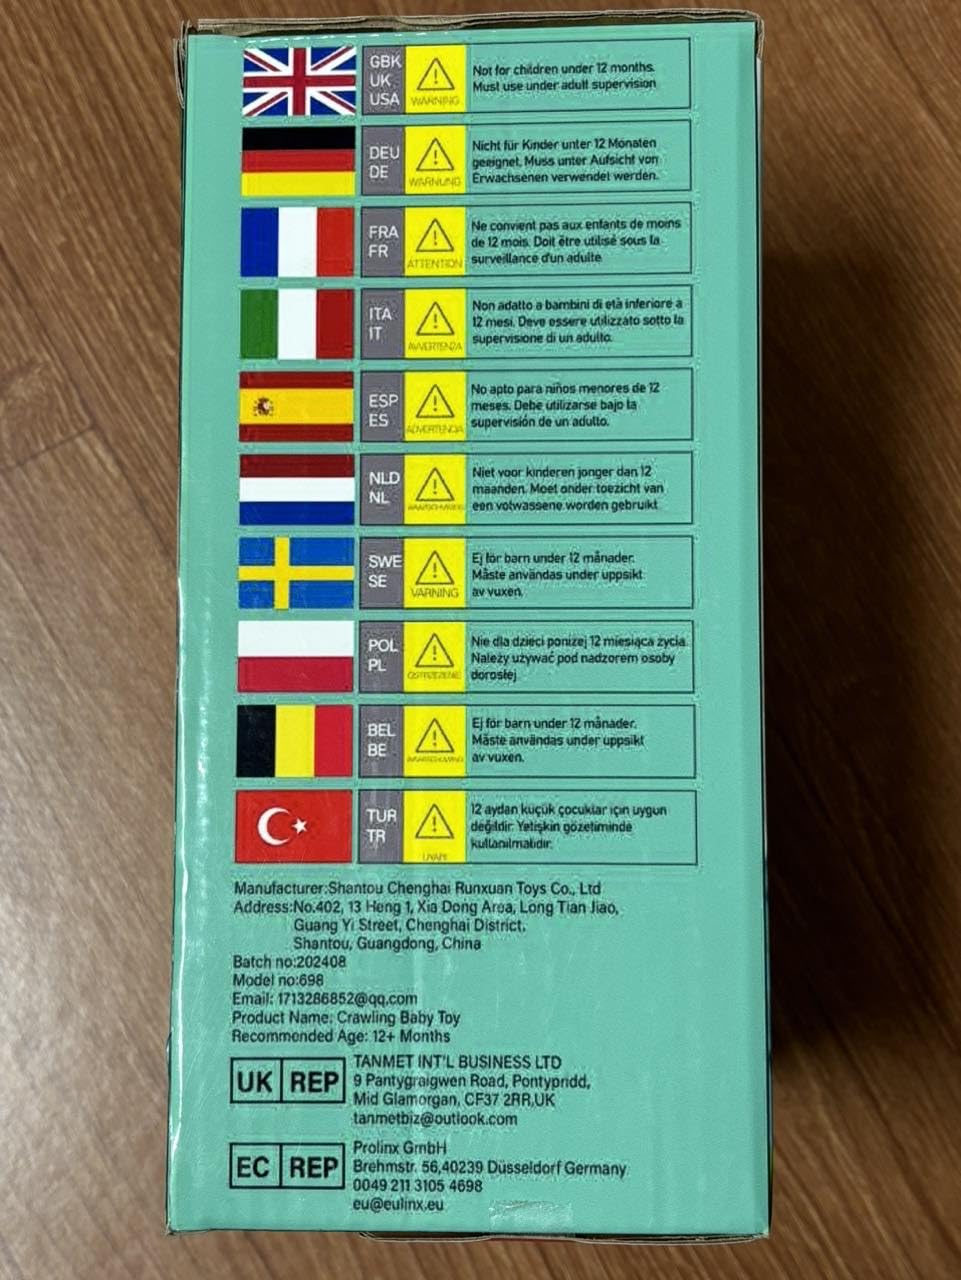 GBK
UK
USA
WARNING
Not for children under 12 months.
Must use under adult supervision
DEU
DE
WARNUNG
Nicht für Kinder unter 12 Monaten
geeignet, Muss unter Aufsicht von
Erwachsenen verwendet werden.
FRA
FR
ATTENTION
Ne convient pas aux enfants de moins
de 12 mois. Doit être utilisé sous la
surveillance d'un adulte
ITA
IT
AVVERTENZA
Non adatto a bambini di età inferiore a
12 mesi. Deve essere utilizzato sotto la
supervisione di un adulto.
ESP
ES
ADVERTENCIA
No apto para niños menores de 12
meses. Debe utilizarse bajo la
supervisión de un adulto.
NLD
NL
Niet voor kinderen jonger dan 12
maanden. Moet onder toezicht van
een volwassene worden gebruikt
SWE
SE
VARNING
Ej för barn under 12 månader.
Måste användas under uppsikt
av vuxen.
POL
PL
Nie dla dzieci poniżej 12 miesiąca życia.
Należy używać pod nadzorem osoby
dorosłej
BEL
BE
Ej för barn under 12 månader.
Måste användas under uppsikt
av vuxen.
TUR
TR
UYARI
12 aydan küçük çocuklar için uygun
değildir. Yetişkin gözetiminde
kullanılmalıdır.
Manufacturer:Shantou Chenghai Runxuan Toys Co., Ltd
Address:No.402, 13 Heng 1, Xia Dong Area, Long Tian Jiao,
Guang Yi Street, Chenghai District,
Shantou, Guangdong, China
Batch no:202408
Model no:698
Email: 1713286852@qq.com
Product Name: Crawling Baby Toy
Recommended Age: 12+ Months
UK REP
TANMET INT'L BUSINESS LTD
9 Pantygraigwen Road, Pontypridd,
Mid Glamorgan, CF37 2RR,UK
tanmetbiz@outlook.com
EC REP
Prolinx GmbH
Brehmstr. 56,40239 Düsseldorf Germany
0049 211 3105 4698
eu@eulinx.eu